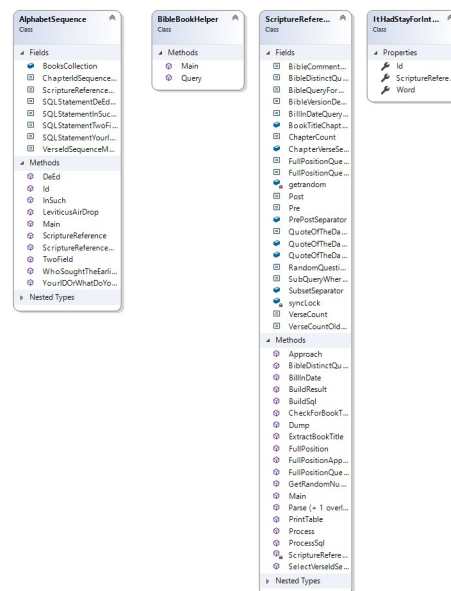 AlphabetSequence
Class
Fields
BooksCollection
ChapterIdSequence...
ScriptureReference...
SQLStatementDeEd...
SQLStatementInSuc...
SQLStatementTwoFi...
SQLStatementYourI...
VerseIdSequenceM...
Methods
DeEd
Id
InSuch
LeviticusAirDrop
Main
ScriptureReference
ScriptureReference...
TwoField
WhoSoughtTheEarli...
YourIDOrWhatDoYo...
Nested Types
BibleBookHelper
Class
Methods
Main
Query
ScriptureRefere...
Class
Fields
BibleComment...
BibleDistinctQu...
BibleQueryFor...
BibleVersionDe...
BillInDateQuery...
BookTitleChapt...
ChapterCount
ChapterVerseSe...
FullPositionQue...
FullPositionQue...
getrandom
Post
Pre
PrePostSeparator
QuoteOfTheDa...
QuoteOfTheDa...
QuoteOfTheDa...
RandomQuesti...
SubQueryWher...
SubsetSeparator
syncLock
VerseCount
VerseCountOld...
Methods
Approach
BibleDistinctQu...
BillInDate
BuildResult
BuildSql
CheckForBookT...
Dump
ExtractBookTitle
FullPosition
FullPositionApp...
FullPositionQue...
GetRandomNu...
Main
Parse (+ 1 overl...
PrintTable
Process
ProcessSql
ScriptureRefere...
SelectVerseIdSe...
Nested Types
ItHadStayForInt...
Class
Properties
Id
ScriptureRefere...
Word